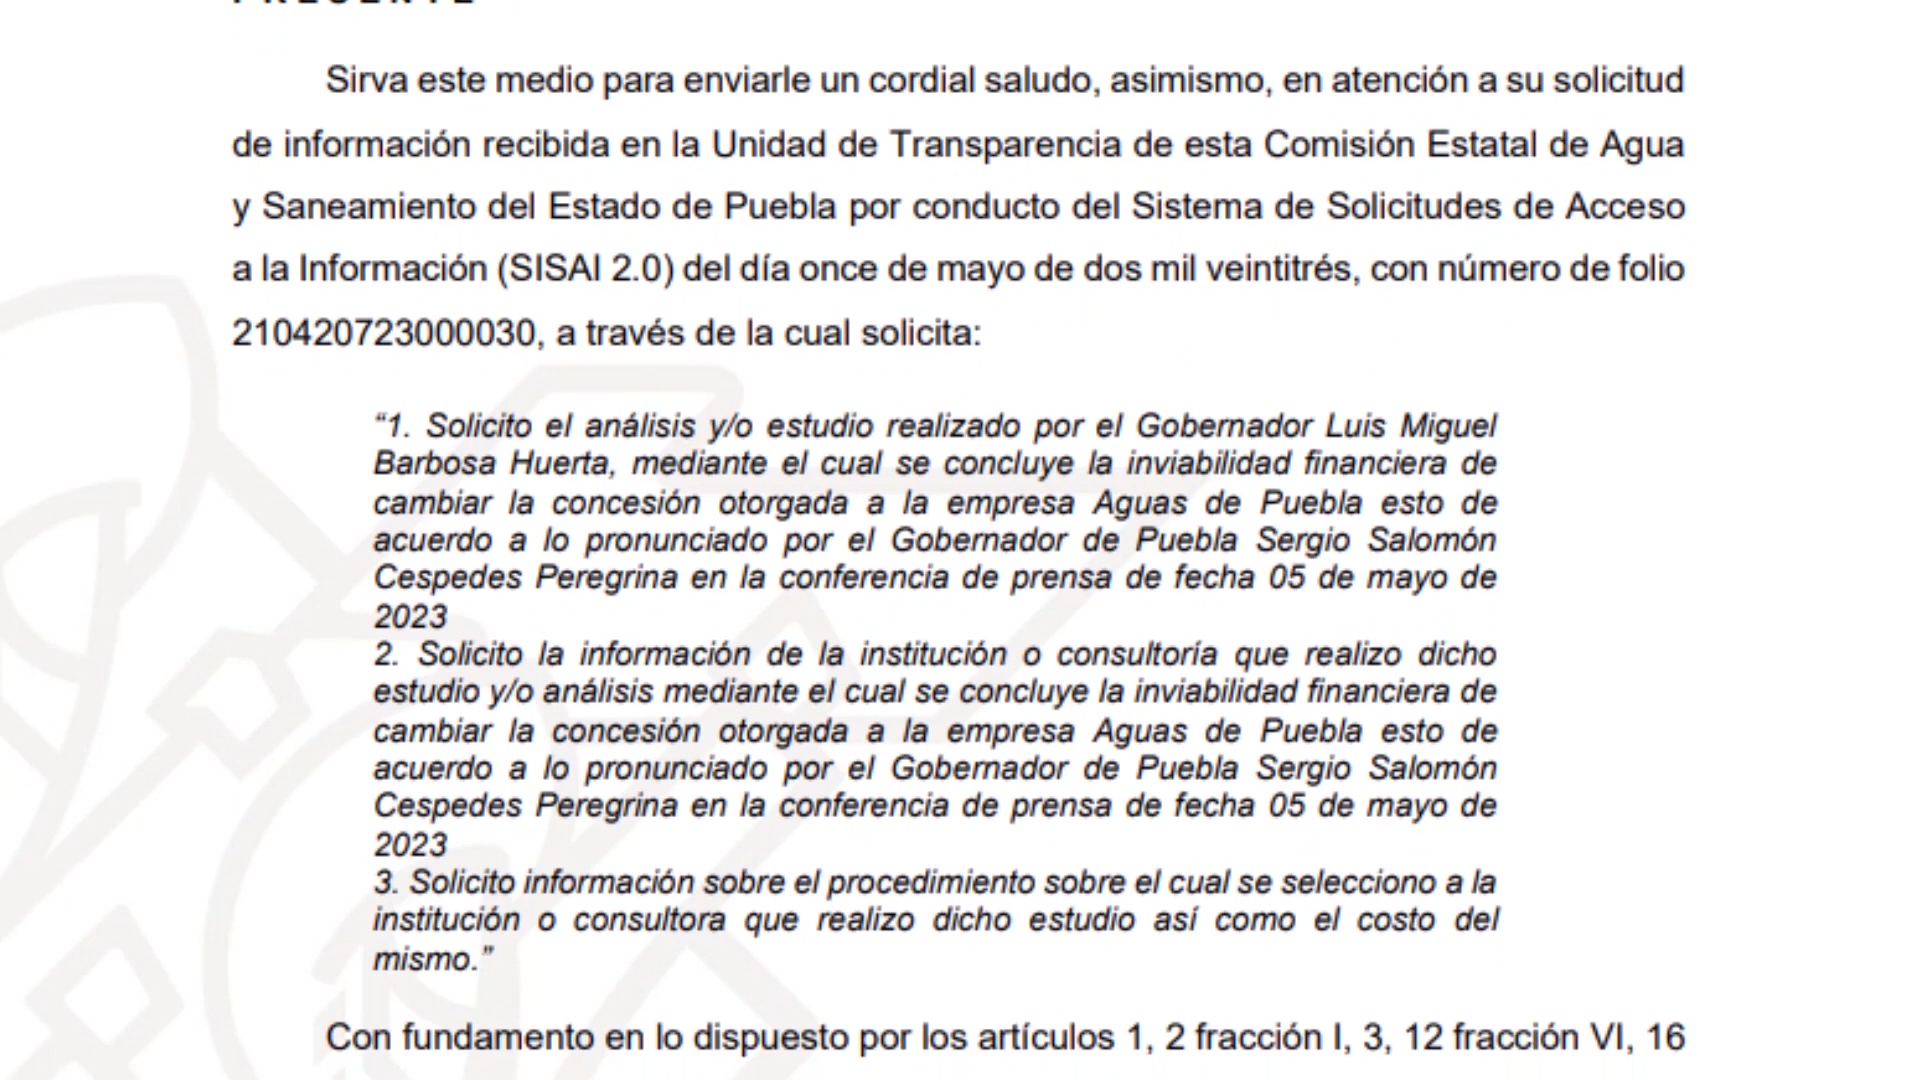 PRESENTE
Sirva este medio para enviarle un cordial saludo, asimismo, en atención a su solicitud
de información recibida en la Unidad de Transparencia de esta Comisión Estatal de Agua
y Saneamiento del Estado de Puebla por conducto del Sistema de Solicitudes de Acceso
a la Información (SISAI 2.0) del día once de mayo de dos mil veintitrés, con número de folio
210420723000030, a través de la cual solicita:
“1. Solicito el análisis y/o estudio realizado por el Gobernador Luis Miguel
Barbosa Huerta, mediante el cual se concluye la inviabilidad financiera de
cambiar la concesión otorgada a la empresa Aguas de Puebla esto de
acuerdo a lo pronunciado por el Gobernador de Puebla Sergio Salomón
Cespedes Peregrina en la conferencia de prensa de fecha 05 de mayo de
2023
2. Solicito la información de la institución o consultoría que realizo dicho
estudio y/o análisis mediante el cual se concluye la inviabilidad financiera de
cambiar la concesión otorgada a la empresa Aguas de Puebla esto de
acuerdo a lo pronunciado por el Gobernador de Puebla Sergio Salomón
Cespedes Peregrina en la conferencia de prensa de fecha 05 de mayo de
2023
3. Solicito información sobre el procedimiento sobre el cual se selecciono a la
institución o consultora que realizo dicho estudio así como el costo del
mismo.”
Con fundamento en lo dispuesto por los artículos 1, 2 fracción I, 3, 12 fracción VI, 16